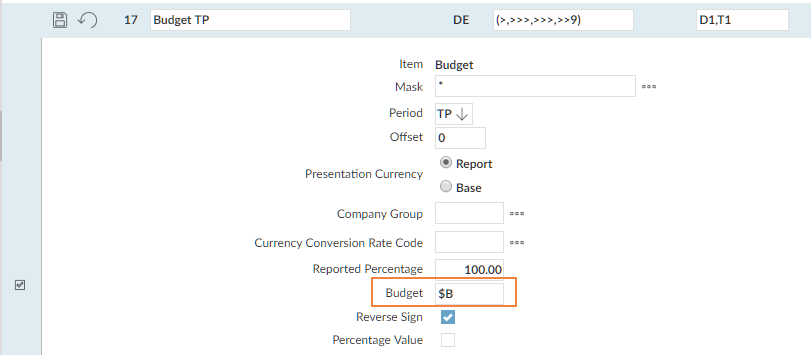 17 Budget TP DE (>,>>>,>>>,>>9) D1,T1
Item Budget
Mask *
Period TP
Offset 0
Report
Presentation Currency
Base
Company Group
Currency Conversion Rate Code
Reported Percentage 100.00
Budget $B
Reverse Sign
Percentage Value